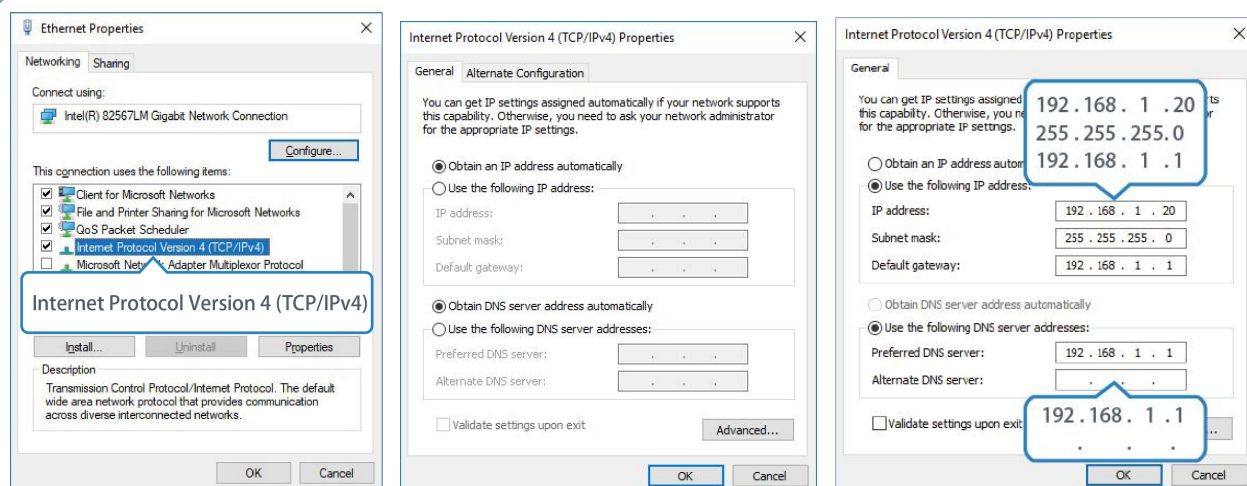 Ethernet Properties
Networking Sharing
Connect using:
Intel(R) 82567LM Gigabit Network Connection
Configure...
This connection uses the following items:
Client for Microsoft Networks
File and Printer Sharing for Microsoft Networks
QoS Packet Scheduler
Internet Protocol Version 4 (TCP/IPv4)
Microsoft Adapter Multiplexor Protocol
Internet Protocol Version 4 (TCP/IPv4)
Install... Uninstall Properties
Description
Transmission Control Protocol/Internet Protocol. The default
wide area network protocol that provides communication
across diverse interconnected networks.
OK Cancel
Internet Protocol Version 4 (TCP/IPv4) Properties
General Alternate Configuration
You can get IP settings assigned automatically if your network supports
this capability. Otherwise, you need to ask your network administrator
for the appropriate IP settings.
Obtain an IP address automatically
Use the following IP address:
IP address: . . .
Subnet mask: . . .
Default gateway: . . .
Obtain DNS server address automatically
Use the following DNS server addresses:
Preferred DNS server: . . .
Alternate DNS server: . . .
Validate settings upon exit
Advanced...
OK Cancel
Internet Protocol Version 4 (TCP/IPv4) Properties
General
You can get IP settings assigned
this capability. Otherwise, you
for the appropriate IP settings.
192.168. 1 .20
255.255.255.0
192.168. 1 .1
Obtain an IP address
Use the following IP address:
IP address: 192 . 168 . 1 . 20
Subnet mask: 255 . 255 . 255 . 0
Default gateway: 192 . 168 . 1 . 1
Obtain DNS server address automatically
Use the following DNS server addresses:
Preferred DNS server: 192 . 168 . 1 . 1
Alternate DNS server: . . .
Validate settings upon exit
192.168. 1 .1
. . .
OK Cancel